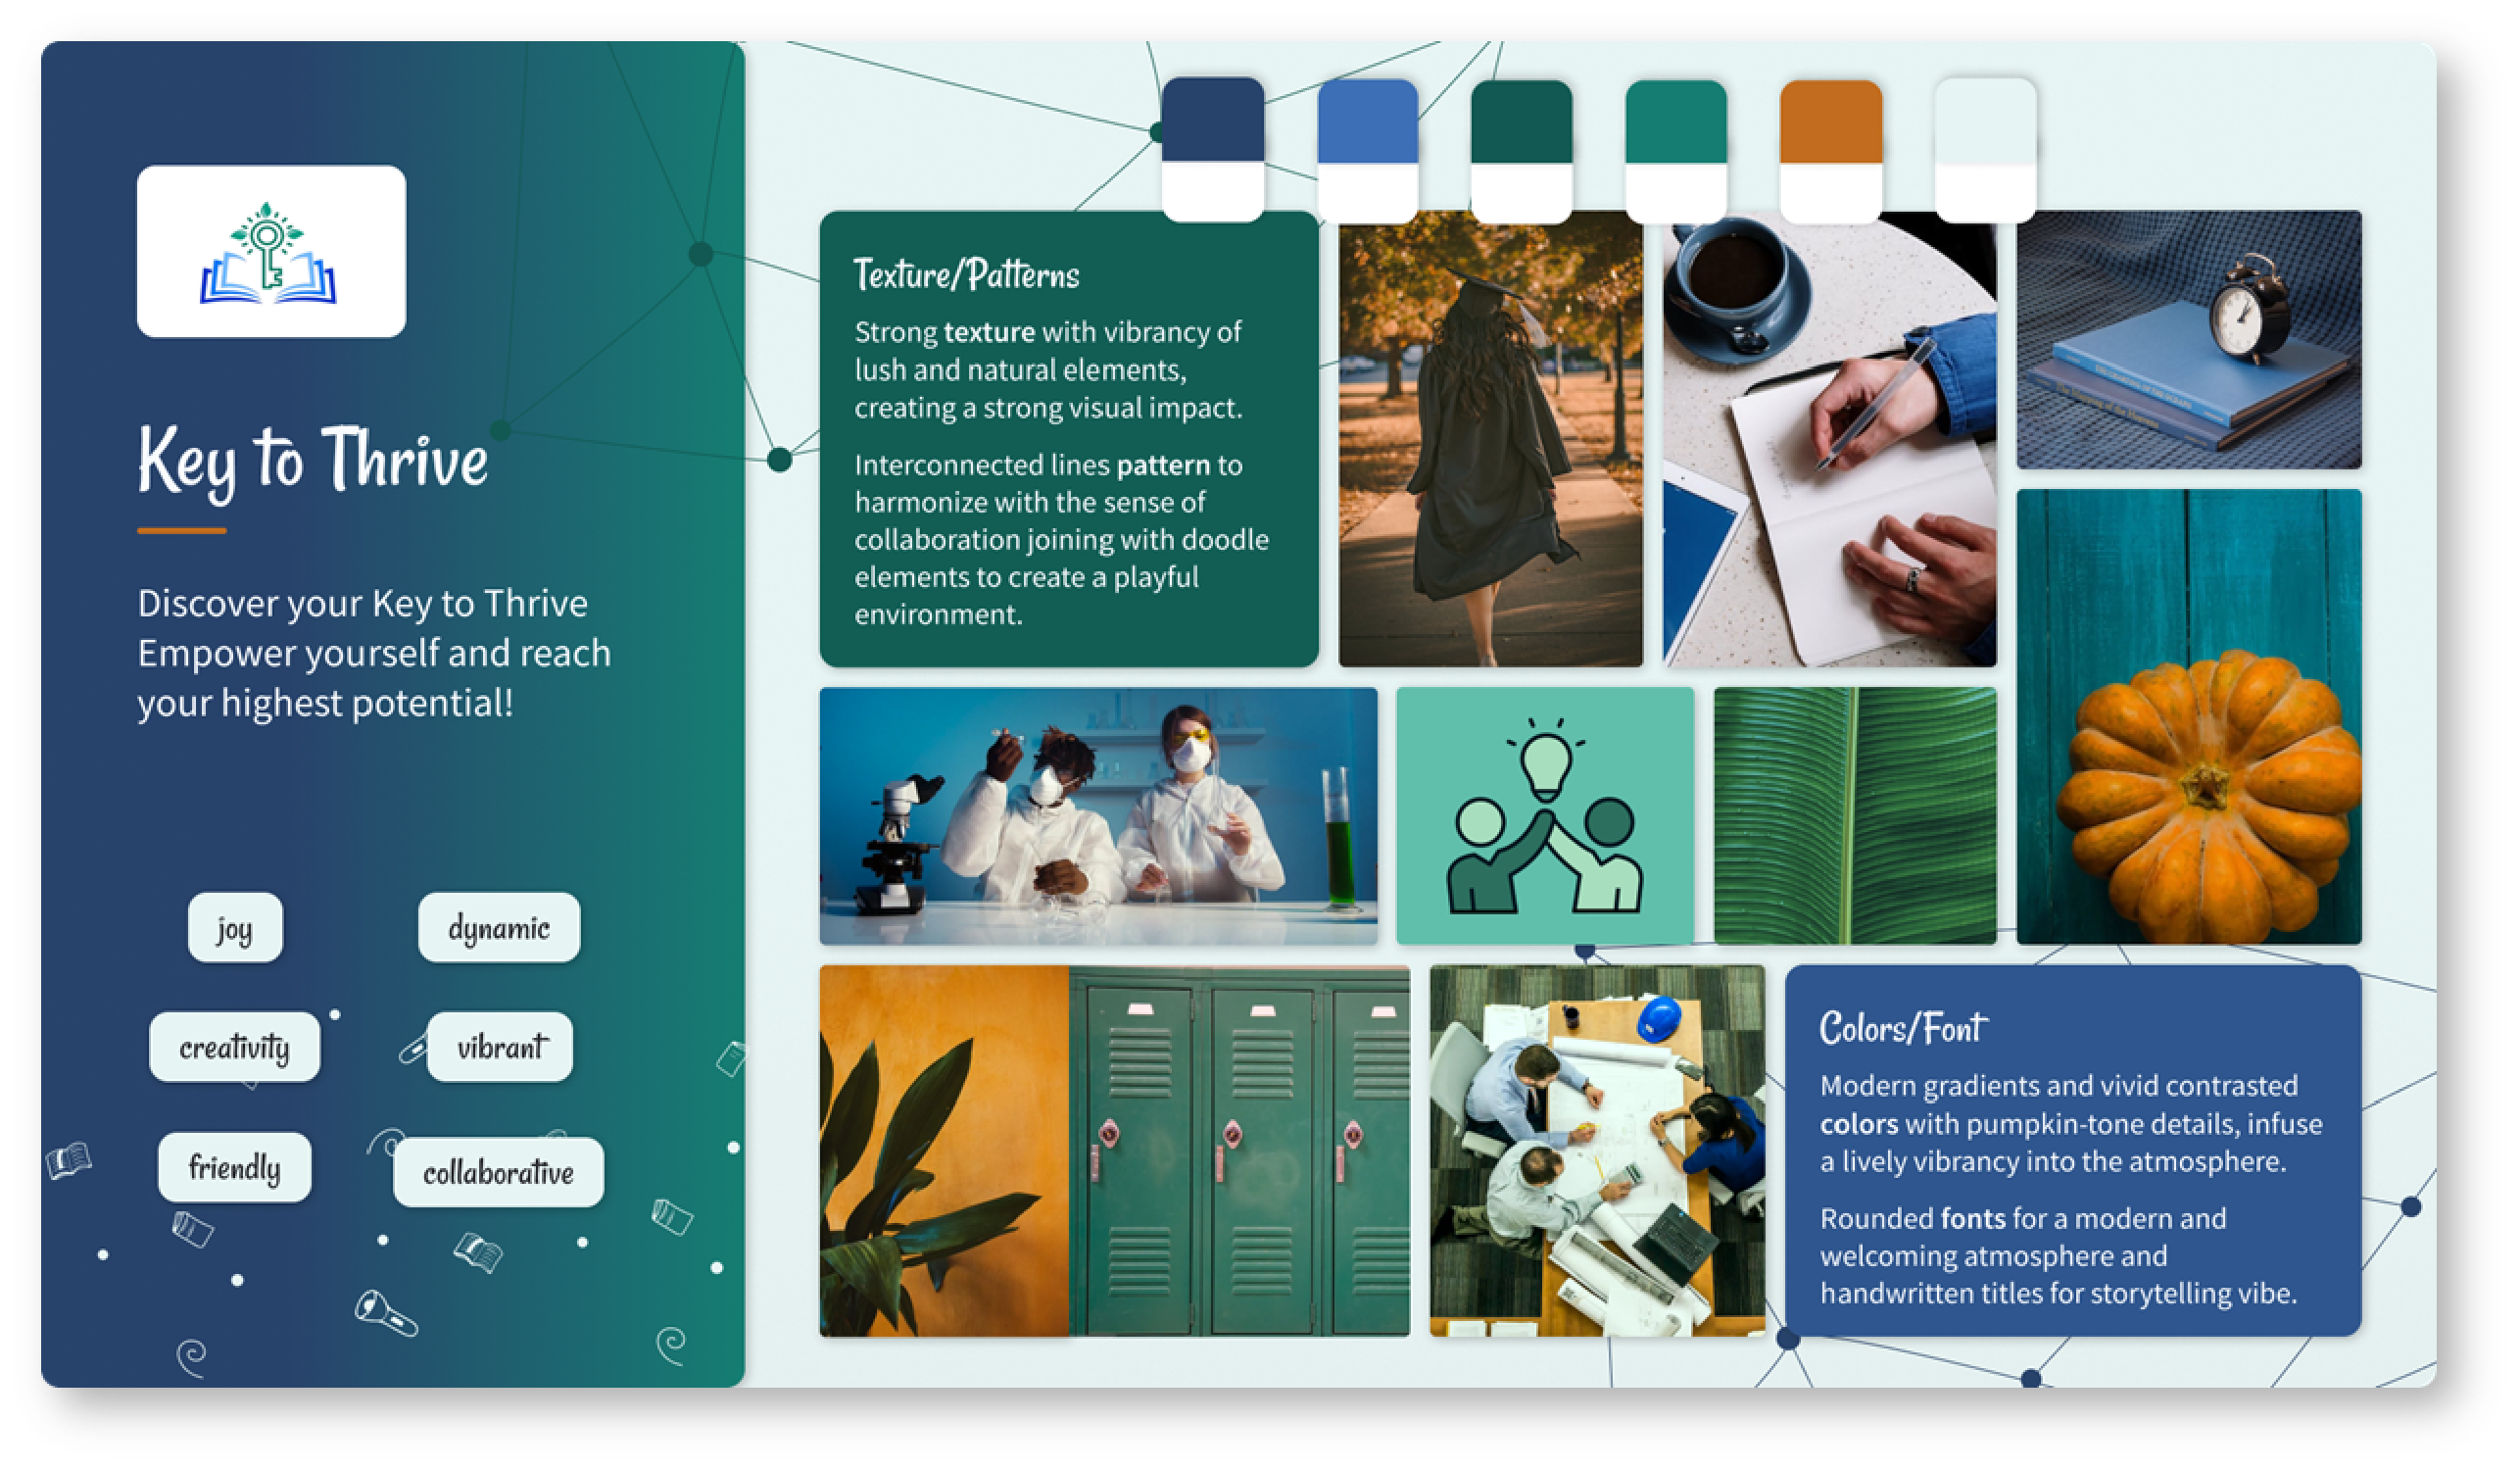 Key to Thrive
Discover your Key to Thrive
Empower yourself and reach
your highest potential!
joy
dynamic
creativity
vibrant
friendly
collaborative
Texture/Patterns
Strong texture with vibrancy of
lush and natural elements,
creating a strong visual impact.
Interconnected lines pattern to
harmonize with the sense of
collaboration joining with doodle
elements to create a playful
environment.
Colors/Font
Modern gradients and vivid contrasted
colors with pumpkin-tone details, infuse
a lively vibrancy into the atmosphere.
Rounded fonts for a modern and
welcoming atmosphere and
handwritten titles for storytelling vibe.